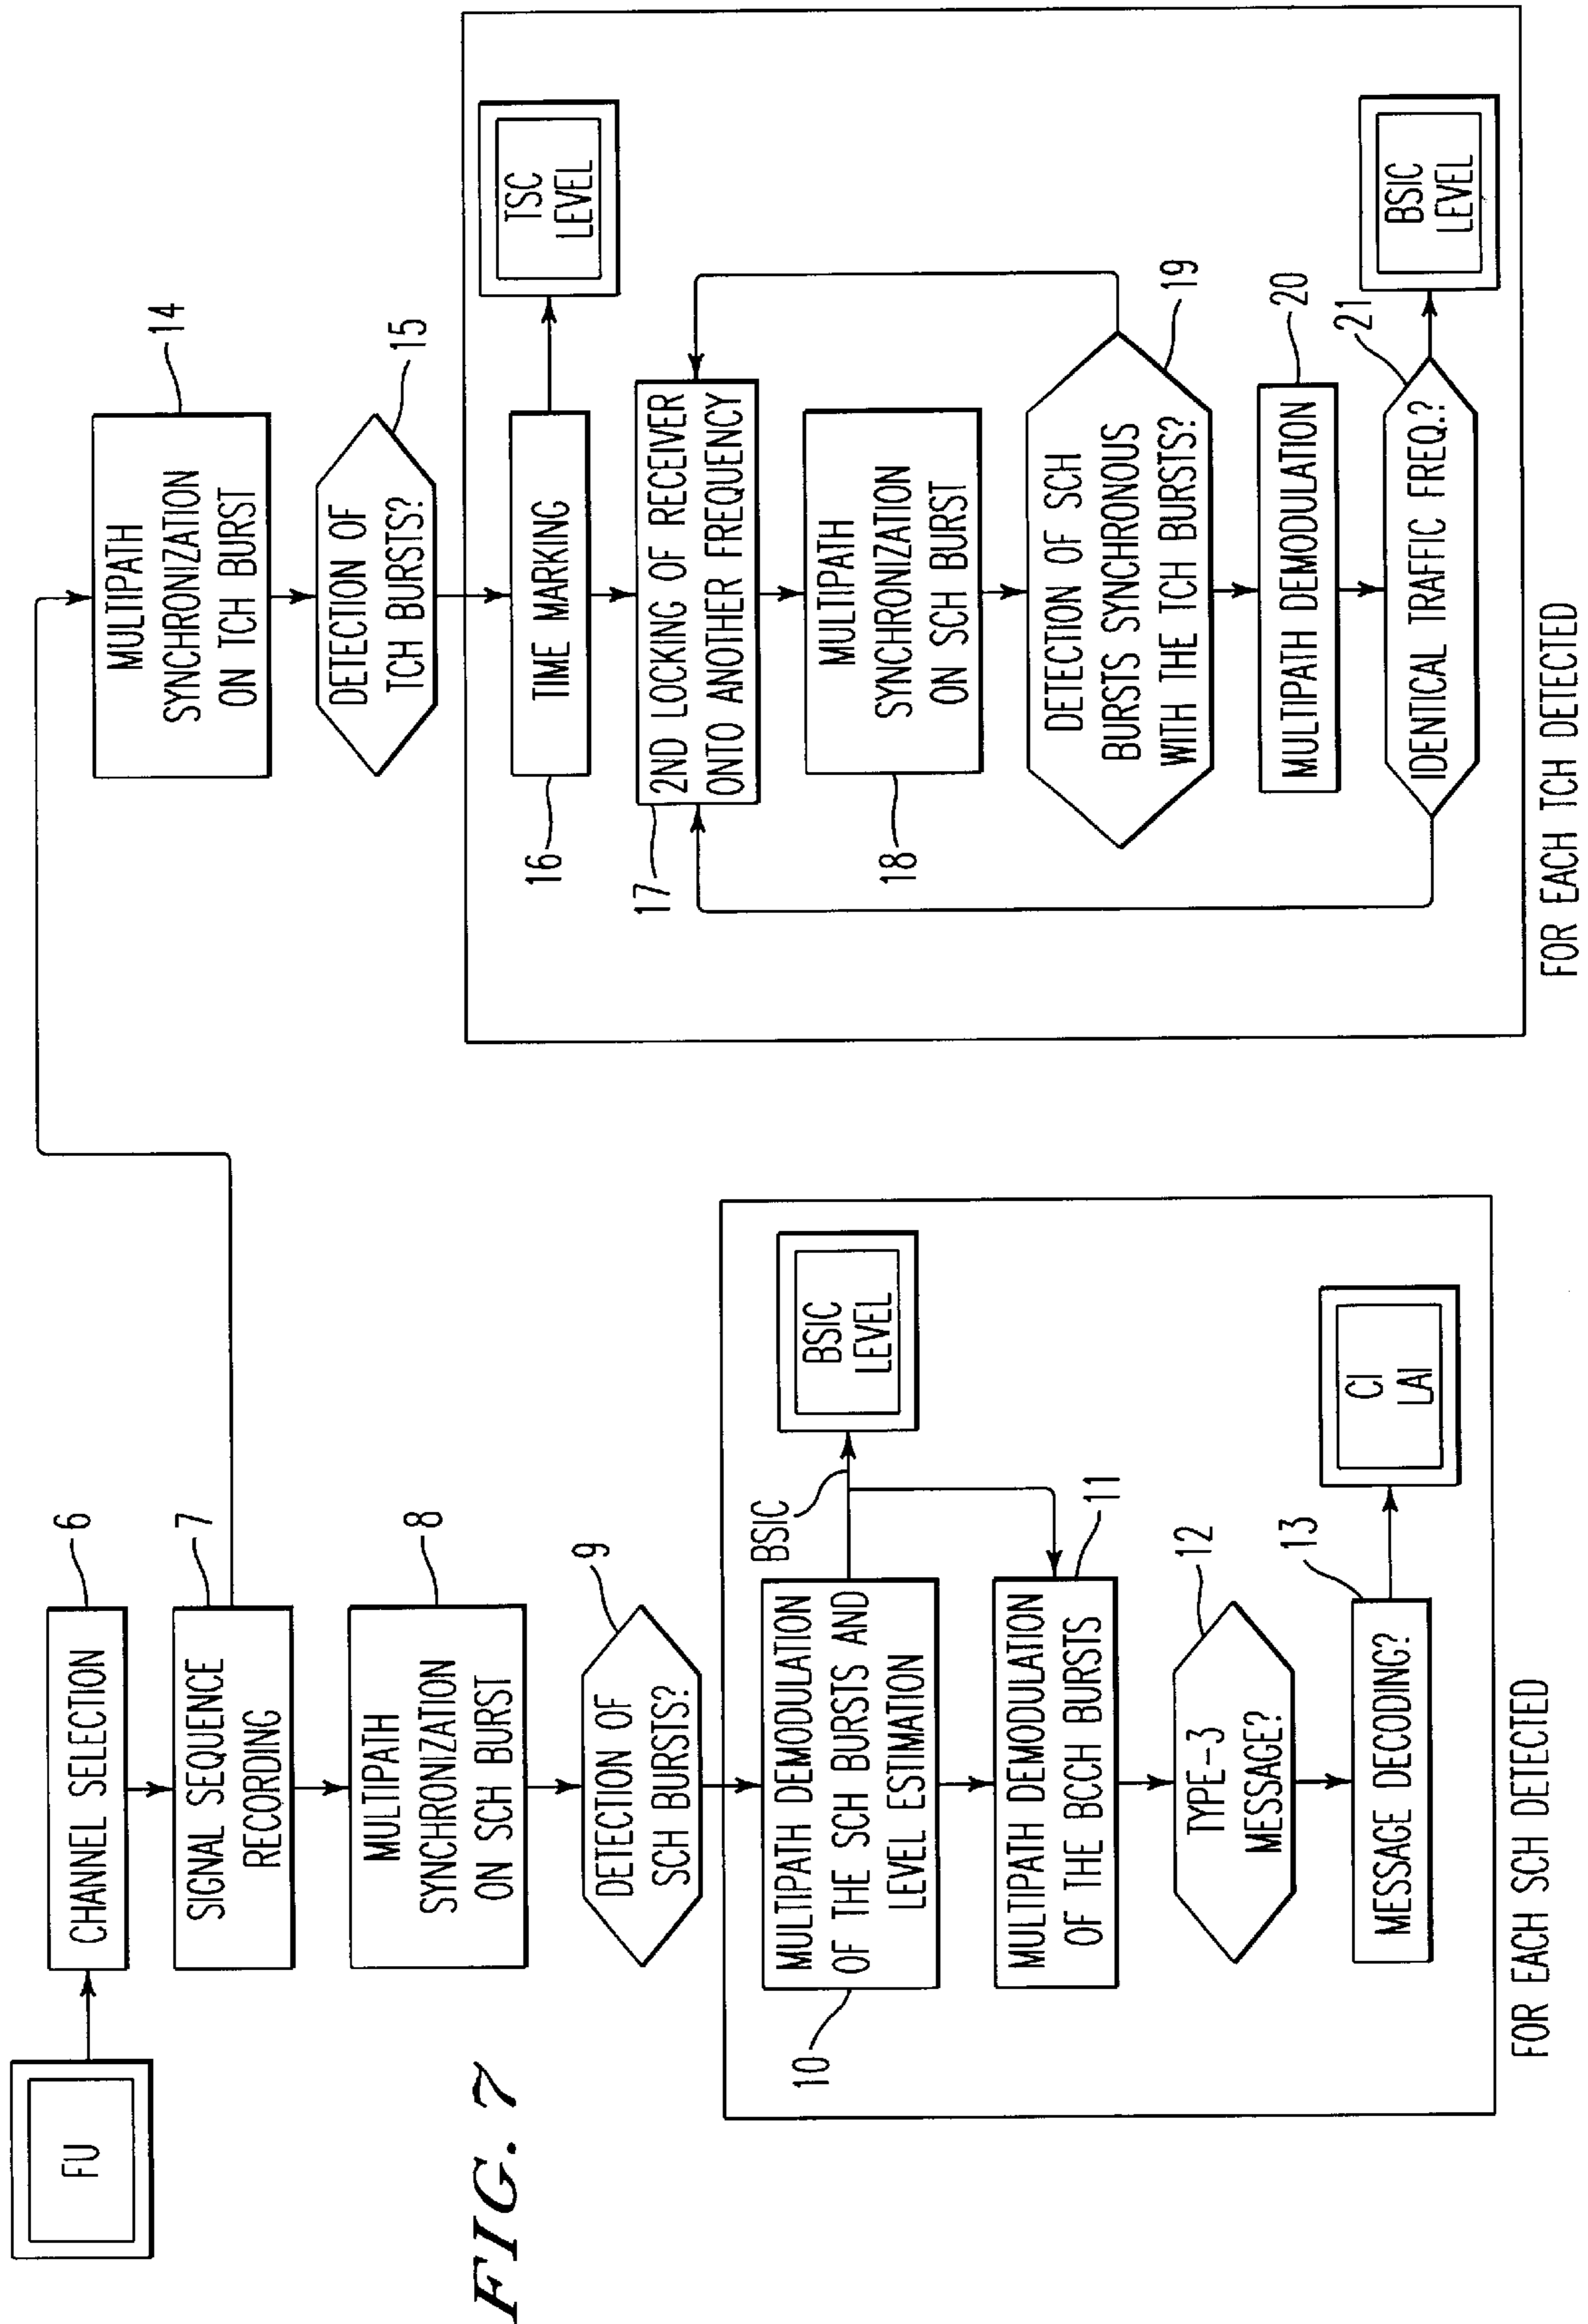 FU
CHANNEL SELECTION
6
SIGNAL SEQUENCE
RECORDING
7
MULTIPATH
SYNCHRONIZATION
ON SCH BURST
8
DETECTION OF
SCH BURSTS?
9
MULTIPATH DEMODULATION
OF THE SCH BURSTS AND
LEVEL ESTIMATION
10
BSIC
BSIC
LEVEL
MULTIPATH DEMODULATION
OF THE BCCH BURSTS
11
TYPE-3
MESSAGE?
12
MESSAGE DECODING?
13
CI
LAI
FOR EACH SCH DETECTED
MULTIPATH
SYNCHRONIZATION
ON TCH BURST
14
DETECTION OF
TCH BURSTS?
15
TIME MARKING
16
TSC
LEVEL
2ND LOCKING OF RECEIVER
ONTO ANOTHER FREQUENCY
17
MULTIPATH
SYNCHRONIZATION
ON SCH BURST
18
DETECTION OF SCH
BURSTS SYNCHRONOUS
WITH THE TCH BURSTS?
19
MULTIPATH DEMODULATION
20
IDENTICAL TRAFFIC FREQ.?
21
BSIC
LEVEL
FOR EACH TCH DETECTED
FIG. 7